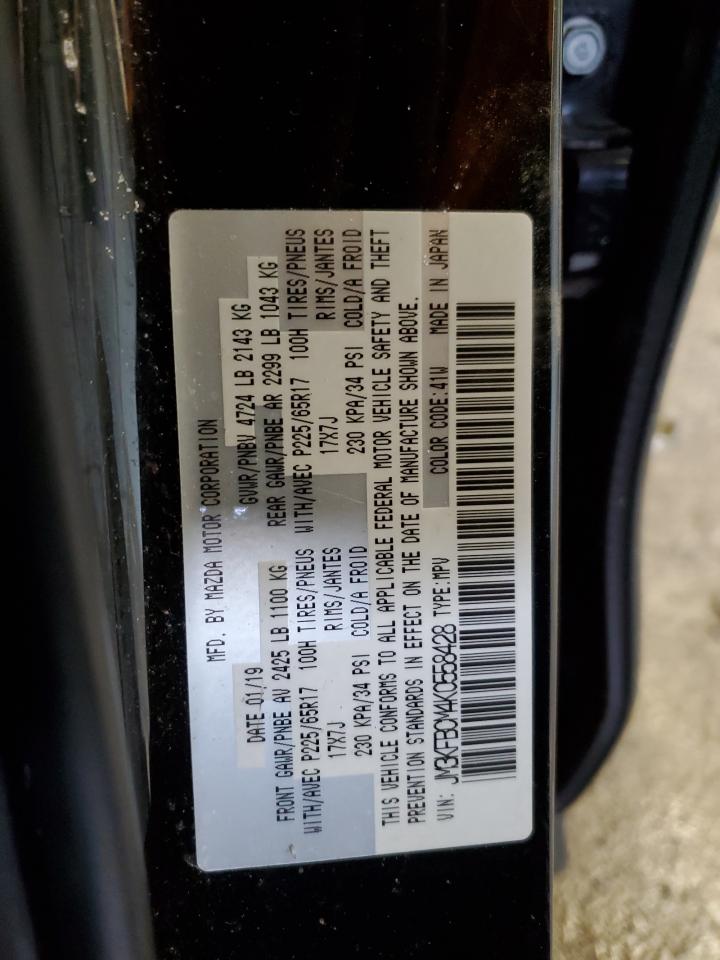 MFD. BY MAZDA MOTOR CORPORATION
DATE 01/19 GVWR/PNBV 4724 LB 2143 KG
FRONT GAWR/PNBE AV 2425 LB 1100 KG REAR GAWR/PNBE AR 2299 LB 1043 KG
WITH/AVEC P225/65R17 100H TIRES/PNEUS WITH/AVEC P225/65R17 100H TIRES/PNEUS
17X7J RIMS/JANTES 17X7J RIMS/JANTES
230 KPA/34 PSI COLD/A FROID 230 KPA/34 PSI COLD/A FROID
THIS VEHICLE CONFORMS TO ALL APPLICABLE FEDERAL MOTOR VEHICLE SAFETY AND THEFT
PREVENTION STANDARDS IN EFFECT ON THE DATE OF MANUFACTURE SHOWN ABOVE.
VIN: JM3KFBCM4K0558428 TYPE:MPV COLOR CODE:41W MADE IN JAPAN